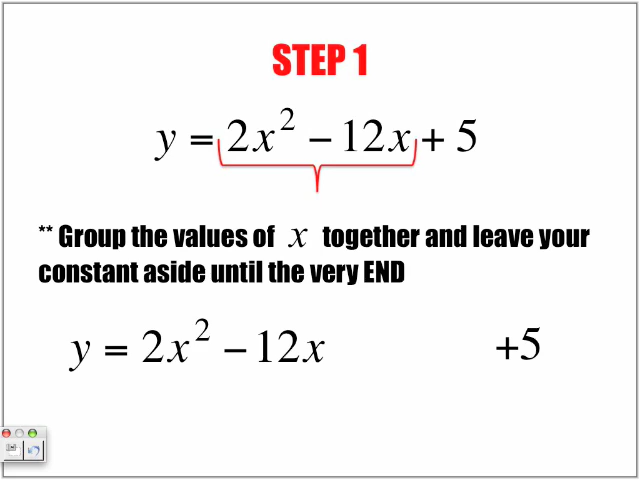 STEP 1
y = 2x² − 12x + 5
** Group the values of x together and leave your
constant aside until the very END
y = 2x² − 12x +5